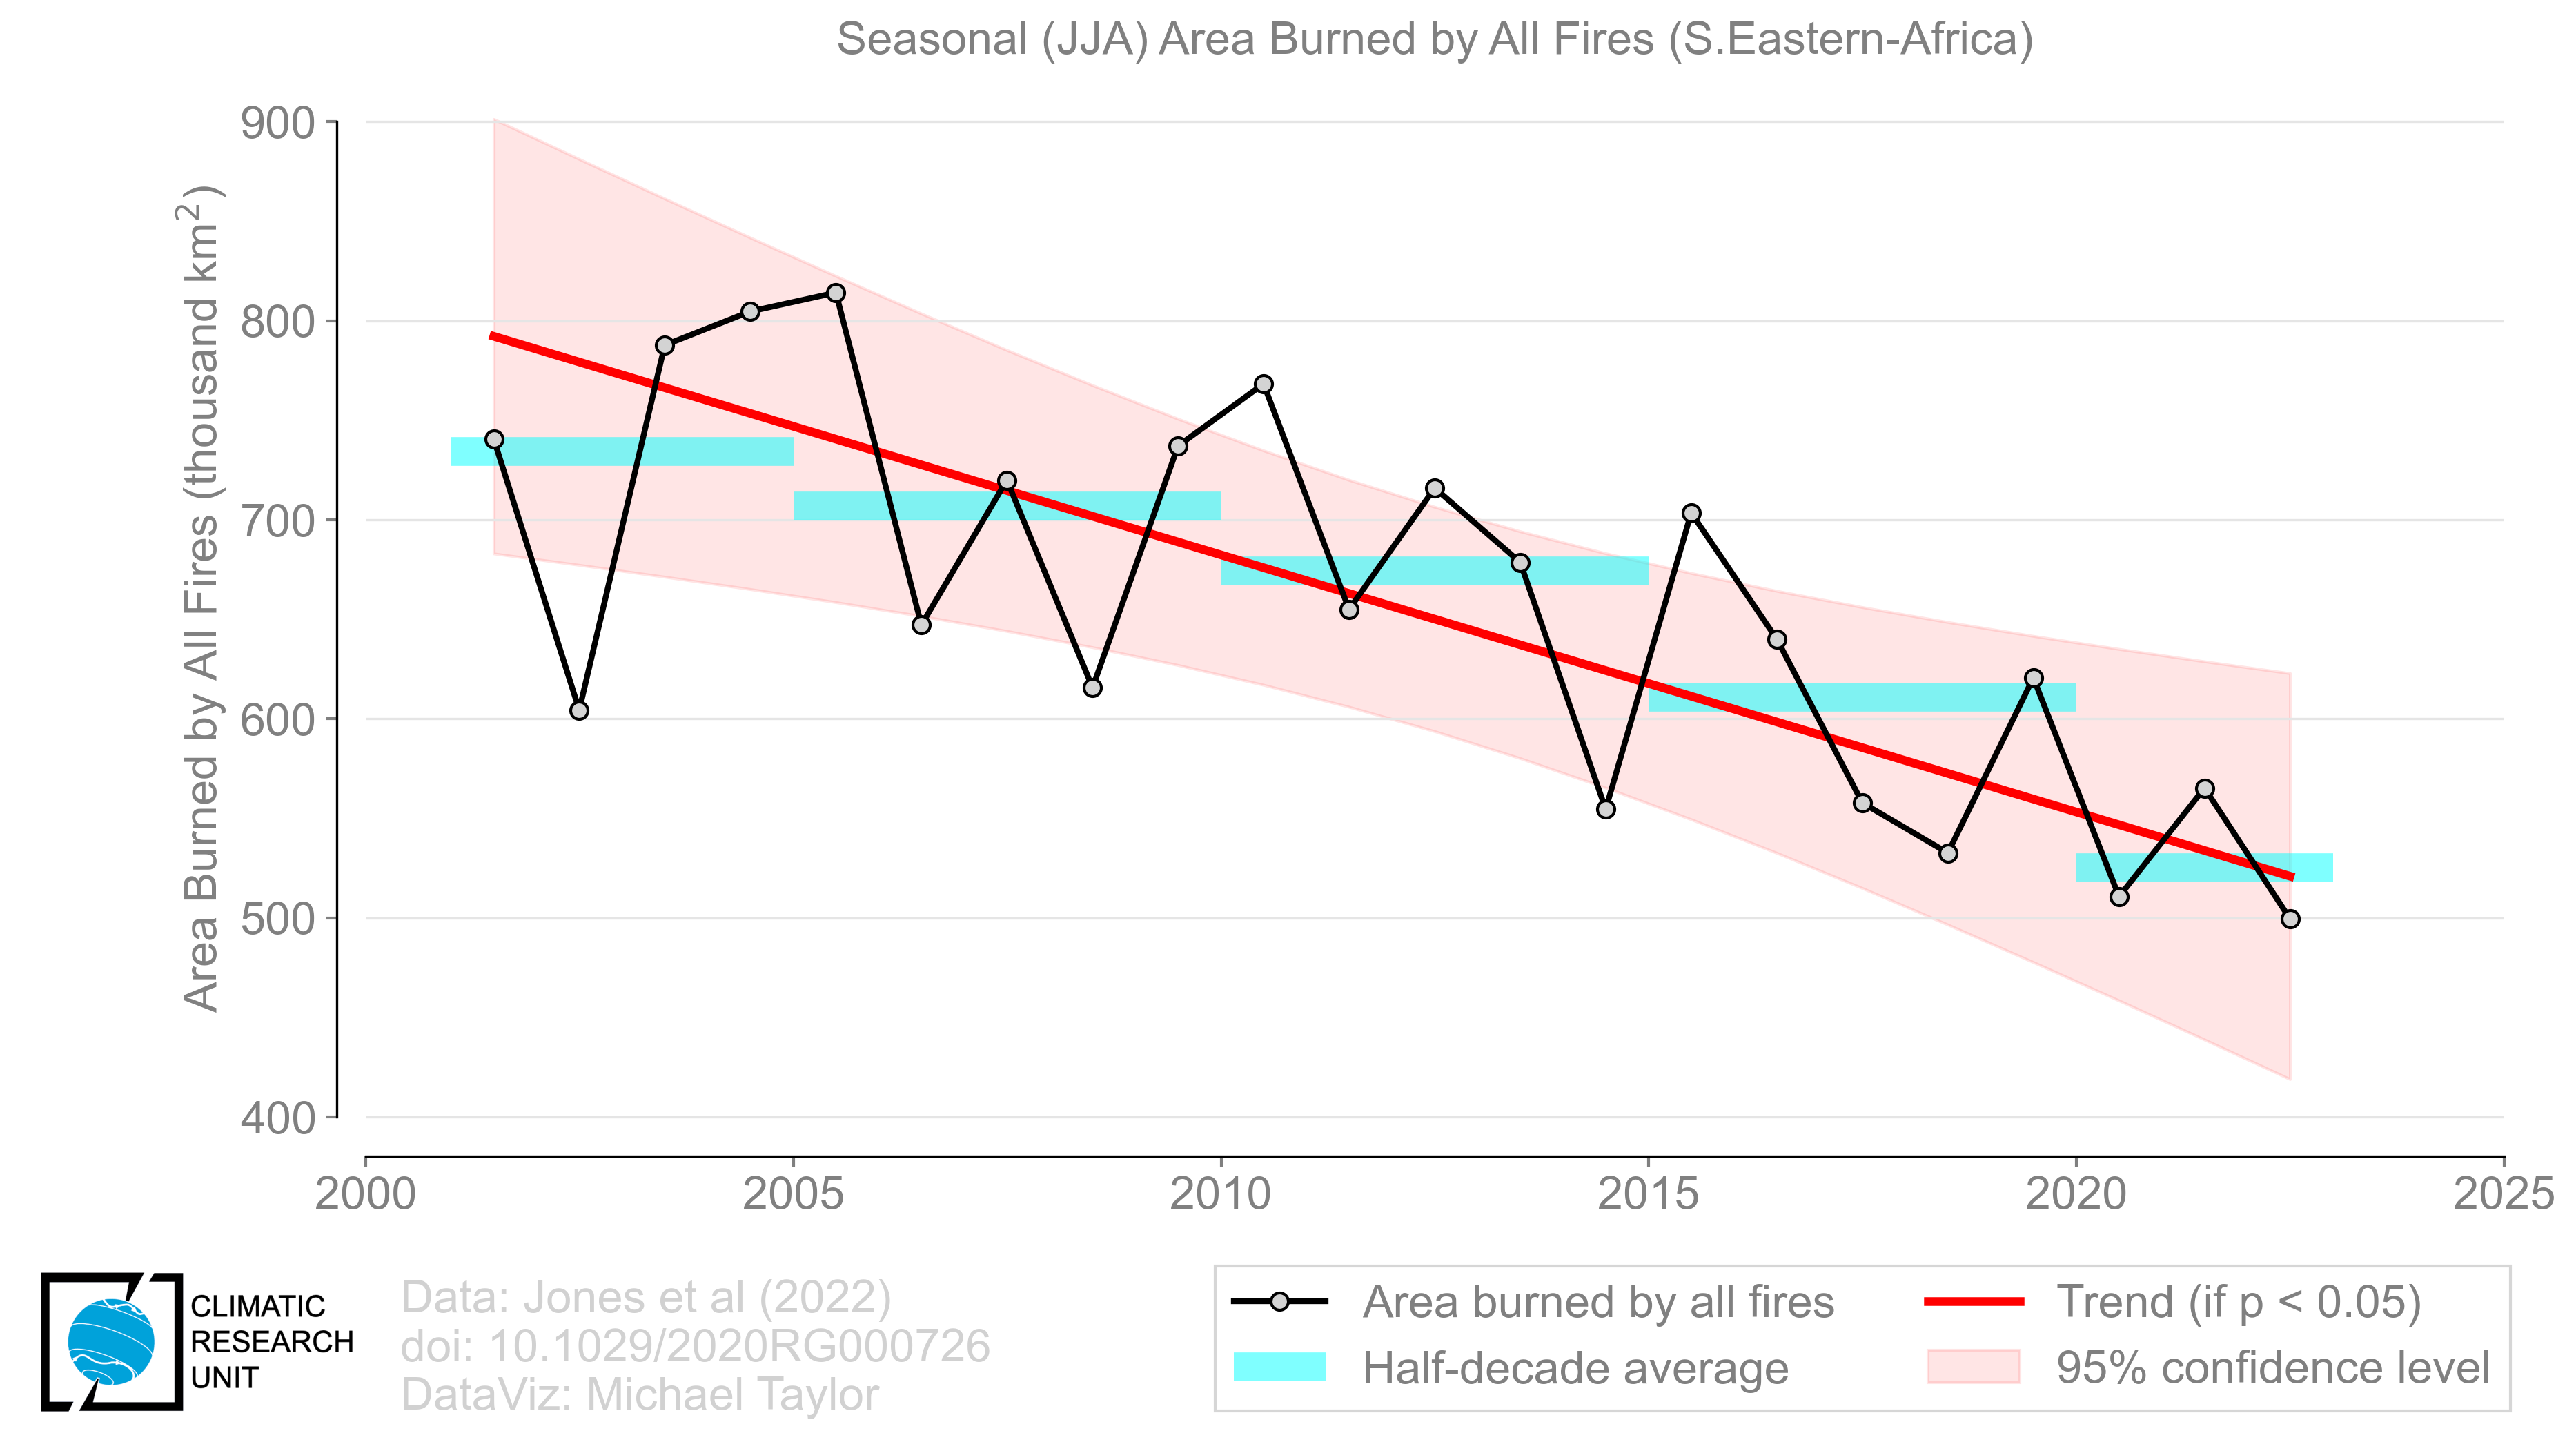 Seasonal (JJA) Area Burned by All Fires (S.Eastern-Africa)
Area Burned by All Fires (thousand km²)
900
800
700
600
500
400
2000 2005 2010 2015 2020 2025
CLIMATIC
RESEARCH
UNIT
Data: Jones et al (2022)
doi: 10.1029/2020RG000726
DataViz: Michael Taylor
Area burned by all fires
Half-decade average
Trend (if p < 0.05)
95% confidence level